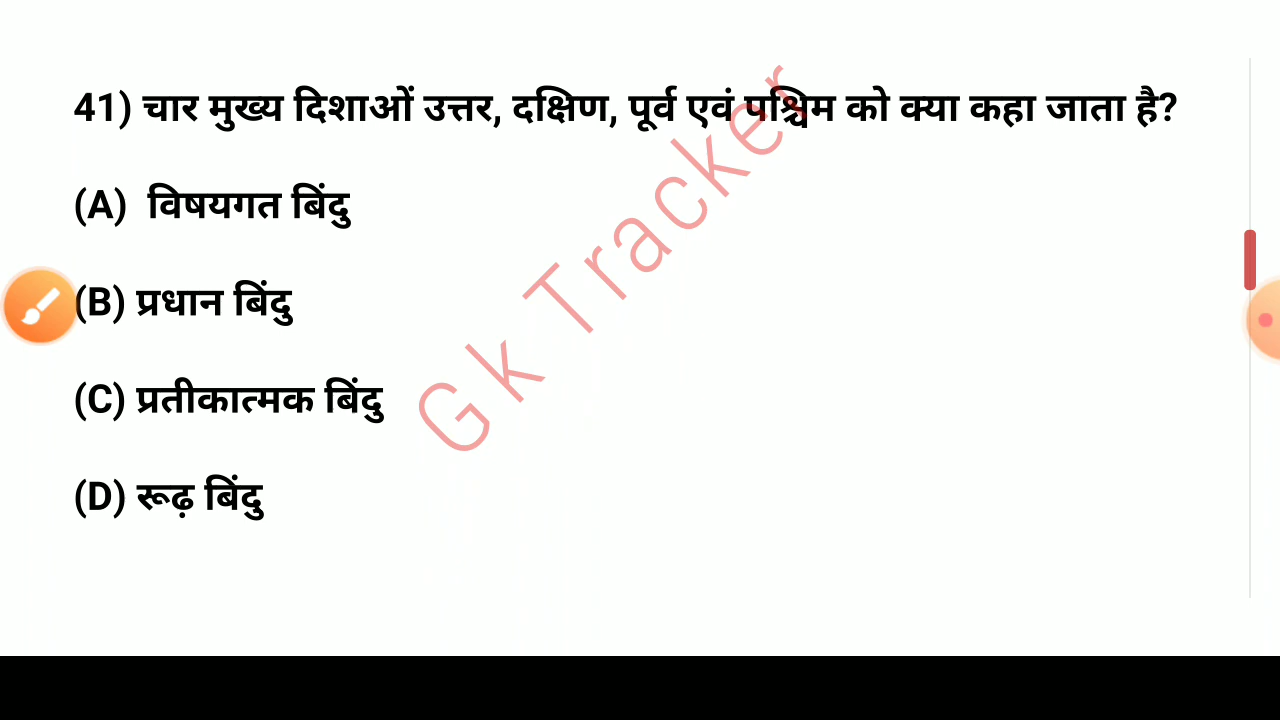 41) चार मुख्य दिशाओं उत्तर, दक्षिण, पूर्व एवं पश्चिम को क्या कहा जाता है?
(A) विषयगत बिंदु
(B) प्रधान बिंदु
(C) प्रतीकात्मक बिंदु
(D) रूढ़ बिंदु
Gk Tracker